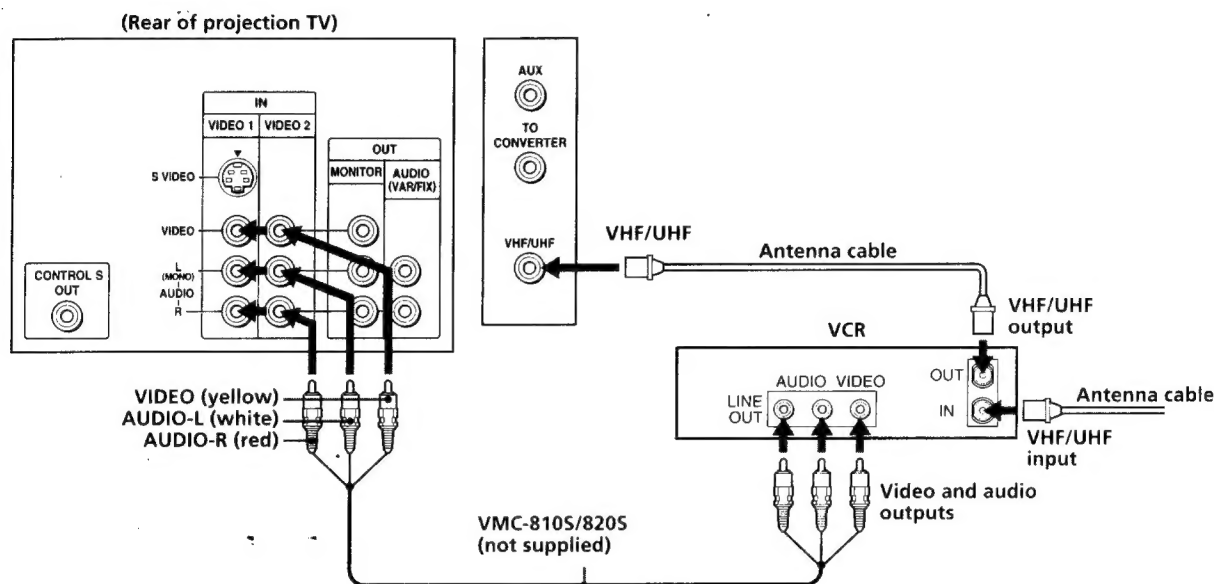 (Rear of projection TV)
IN
VIDEO 1 VIDEO 2
S VIDEO
VIDEO
L
(MONO)
AUDIO
R
OUT
MONITOR
AUDIO
(VAR/FIX)
CONTROL S
OUT
AUX
TO
CONVERTER
VHF/UHF
VHF/UHF
Antenna cable
VHF/UHF
output
VCR
AUDIO VIDEO
LINE
OUT
OUT
IN
Antenna cable
VHF/UHF
input
VIDEO (yellow)
AUDIO-L (white)
AUDIO-R (red)
Video and audio
outputs
VMC-810S/820S
(not supplied)